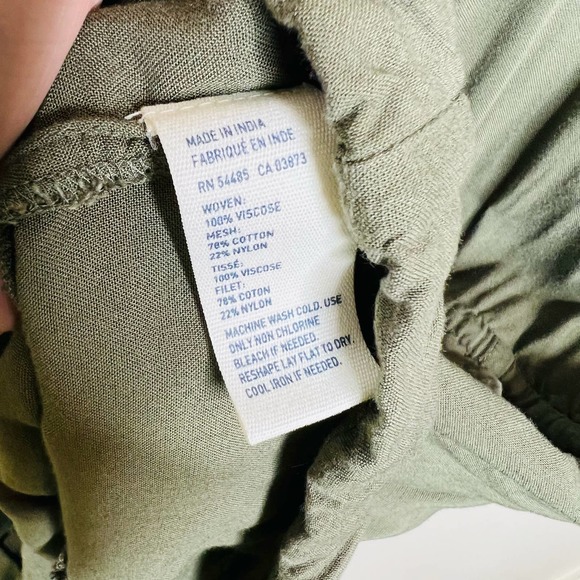 MADE IN INDIA
FABRIQUÉ EN INDE
RN 54485 CA 03873
WOVEN:
100% VISCOSE
MESH:
78% COTTON
22% NYLON
TISSÉ:
100% VISCOSE
FILET:
78% COTON
22% NYLON
MACHINE WASH COLD. USE
ONLY NON CHLORINE
BLEACH IF NEEDED.
RESHAPE LAY FLAT TO DRY.
COOL IRON IF NEEDED.